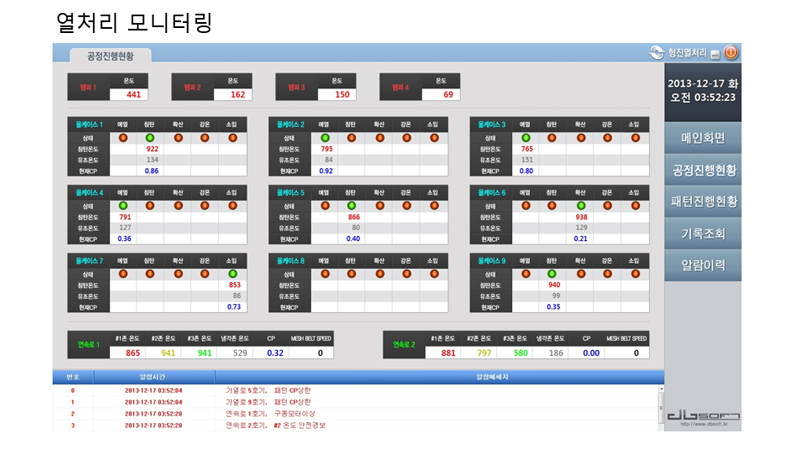 열처리 모니터링
공정진행현황
형진열처리
템퍼 1 온도 441 템퍼 2 온도 162 템퍼 3 온도 150 템퍼 4 온도 69
2013-12-17 화
오전 03:52:23
메인화면
공정진행현황
패턴진행현황
기록조회
알람이력
올케이스 1 예열 침탄 확산 강온 소입
상태
침탄온도 922
유조온도 134
현재CP 0.86
올케이스 2 예열 침탄 확산 강온 소입
상태
침탄온도 795
유조온도 84
현재CP 0.92
올케이스 3 예열 침탄 확산 강온 소입
상태
침탄온도 765
유조온도 151
현재CP 0.80
올케이스 4 예열 침탄 확산 강온 소입
상태
침탄온도 791
유조온도 127
현재CP 0.36
올케이스 5 예열 침탄 확산 강온 소입
상태
침탄온도 866
유조온도 80
현재CP 0.40
올케이스 6 예열 침탄 확산 강온 소입
상태
침탄온도 938
유조온도 129
현재CP 0.21
올케이스 7 예열 침탄 확산 강온 소입
상태
침탄온도 853
유조온도 86
현재CP 0.73
올케이스 8 예열 침탄 확산 강온 소입
상태
침탄온도
유조온도
현재CP
올케이스 9 예열 침탄 확산 강온 소입
상태
침탄온도 940
유조온도 99
현재CP 0.35
연속로 1 #1존 온도 #2존 온도 #3존 온도 냉각존 온도 CP MESH BELT SPEED
865 941 941 529 0.32 0
연속로 2 #1존 온도 #2존 온도 #3존 온도 냉각존 온도 CP MESH BELT SPEED
881 797 580 186 0.00 0
번호 알람시간 알람메세지
0 2013-12-17 03:52:04 가열로 5호기, 패턴 CP상한
1 2013-12-17 03:52:04 가열로 9호기, 패턴 CP상한
2 2013-12-17 03:52:20 연속로 1호기, 구동모터이상
3 2013-12-17 03:52:20 연속로 2호기, #2 온도 안전경보
dbsoft
http://www.dbsoft.kr